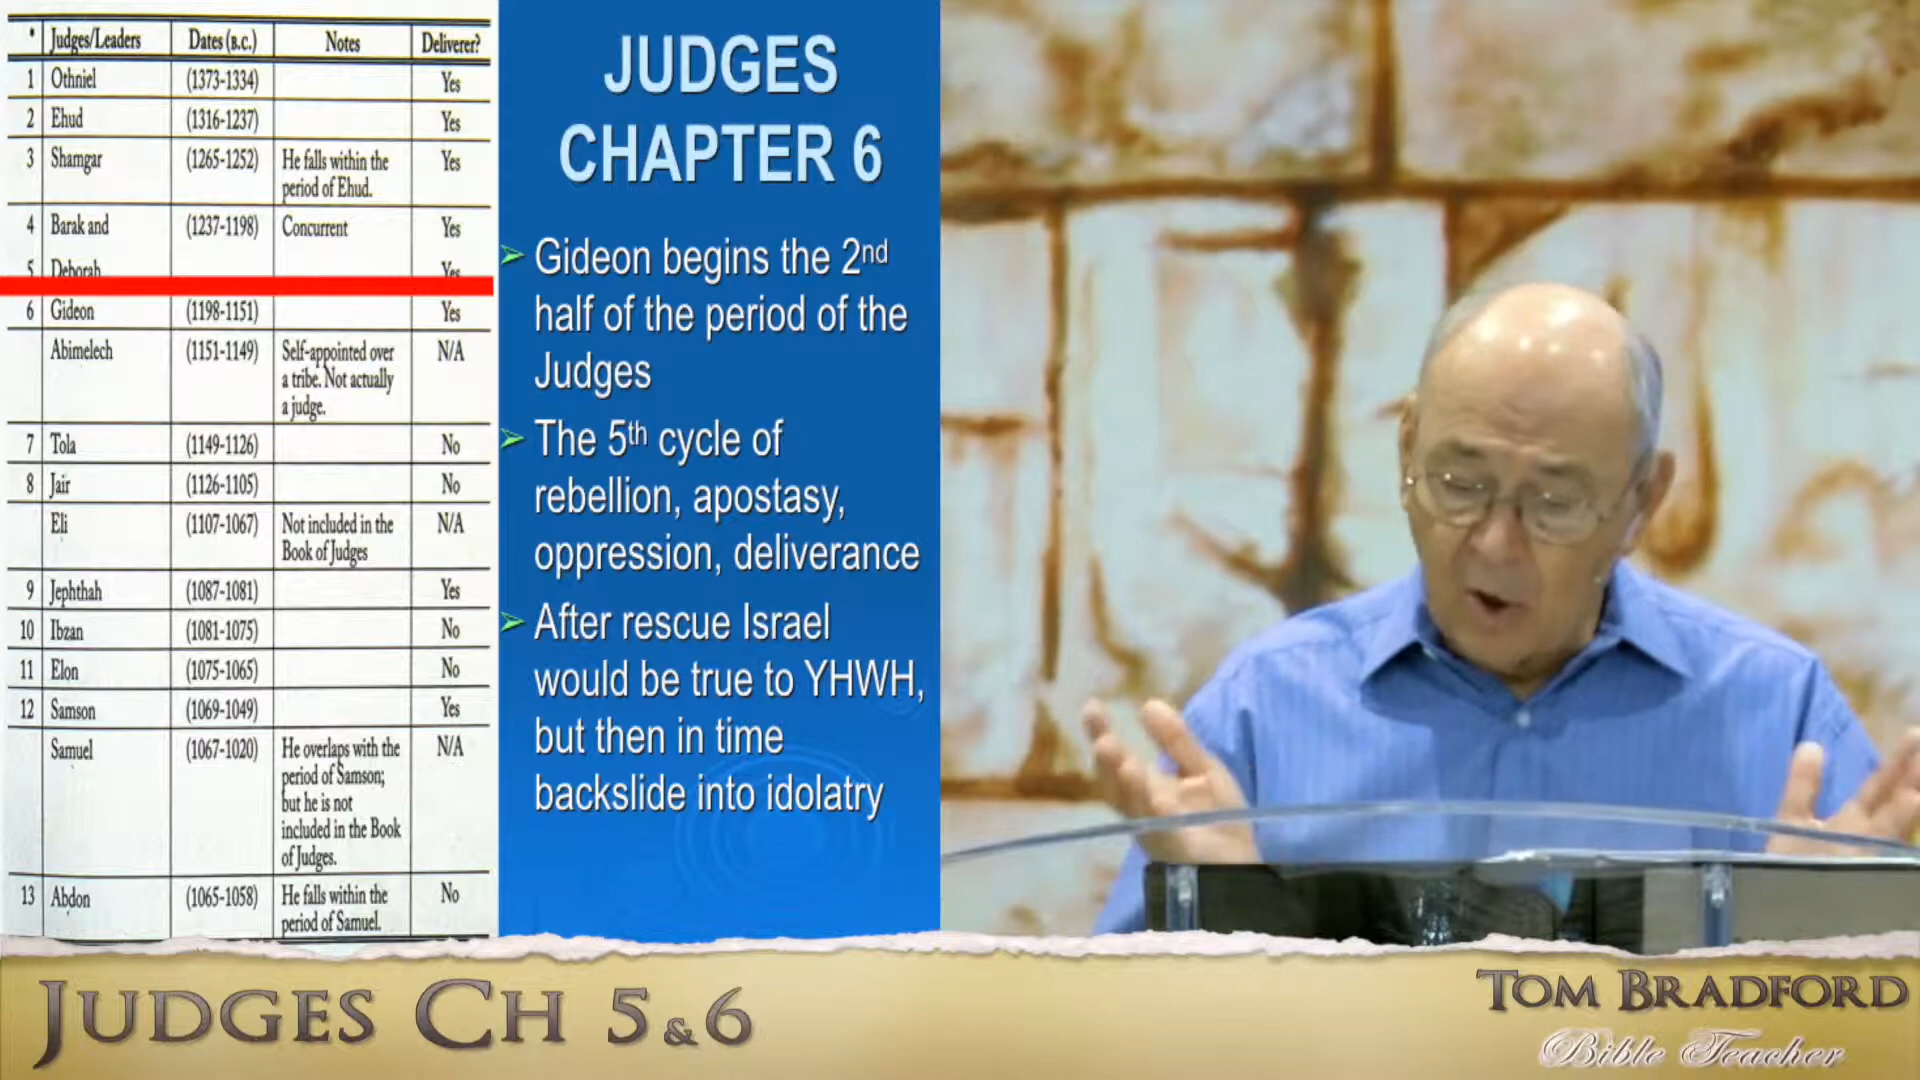 * Judges/Leaders Dates (B.C.) Notes Deliverer?
1 Othniel (1373-1334) Yes
2 Ehud (1316-1237) Yes
3 Shamgar (1265-1252) He falls within the Yes
period of Ehud.
4 Barak and (1237-1198) Concurrent Yes
5 Deborah Yes
6 Gideon (1198-1151) Yes
Abimelech (1151-1149) Self-appointed over N/A
a tribe. Not actually
a judge.
7 Tola (1149-1126) No
8 Jair (1126-1105) No
Eli (1107-1067) Not included in the N/A
Book of Judges
9 Jephthah (1087-1081) Yes
10 Ibzan (1081-1075) No
11 Elon (1075-1065) No
12 Samson (1069-1049) Yes
Samuel (1067-1020) He overlaps with the N/A
period of Samson;
but he is not
included in the Book
of Judges.
13 Abdon (1065-1058) He falls within the No
period of Samuel.
JUDGES
CHAPTER 6
Gideon begins the 2nd
half of the period of the
Judges
The 5th cycle of
rebellion, apostasy,
oppression, deliverance
After rescue Israel
would be true to YHWH,
but then in time
backslide into idolatry
JUDGES CH 5&6
TOM BRADFORD
Bible Teacher